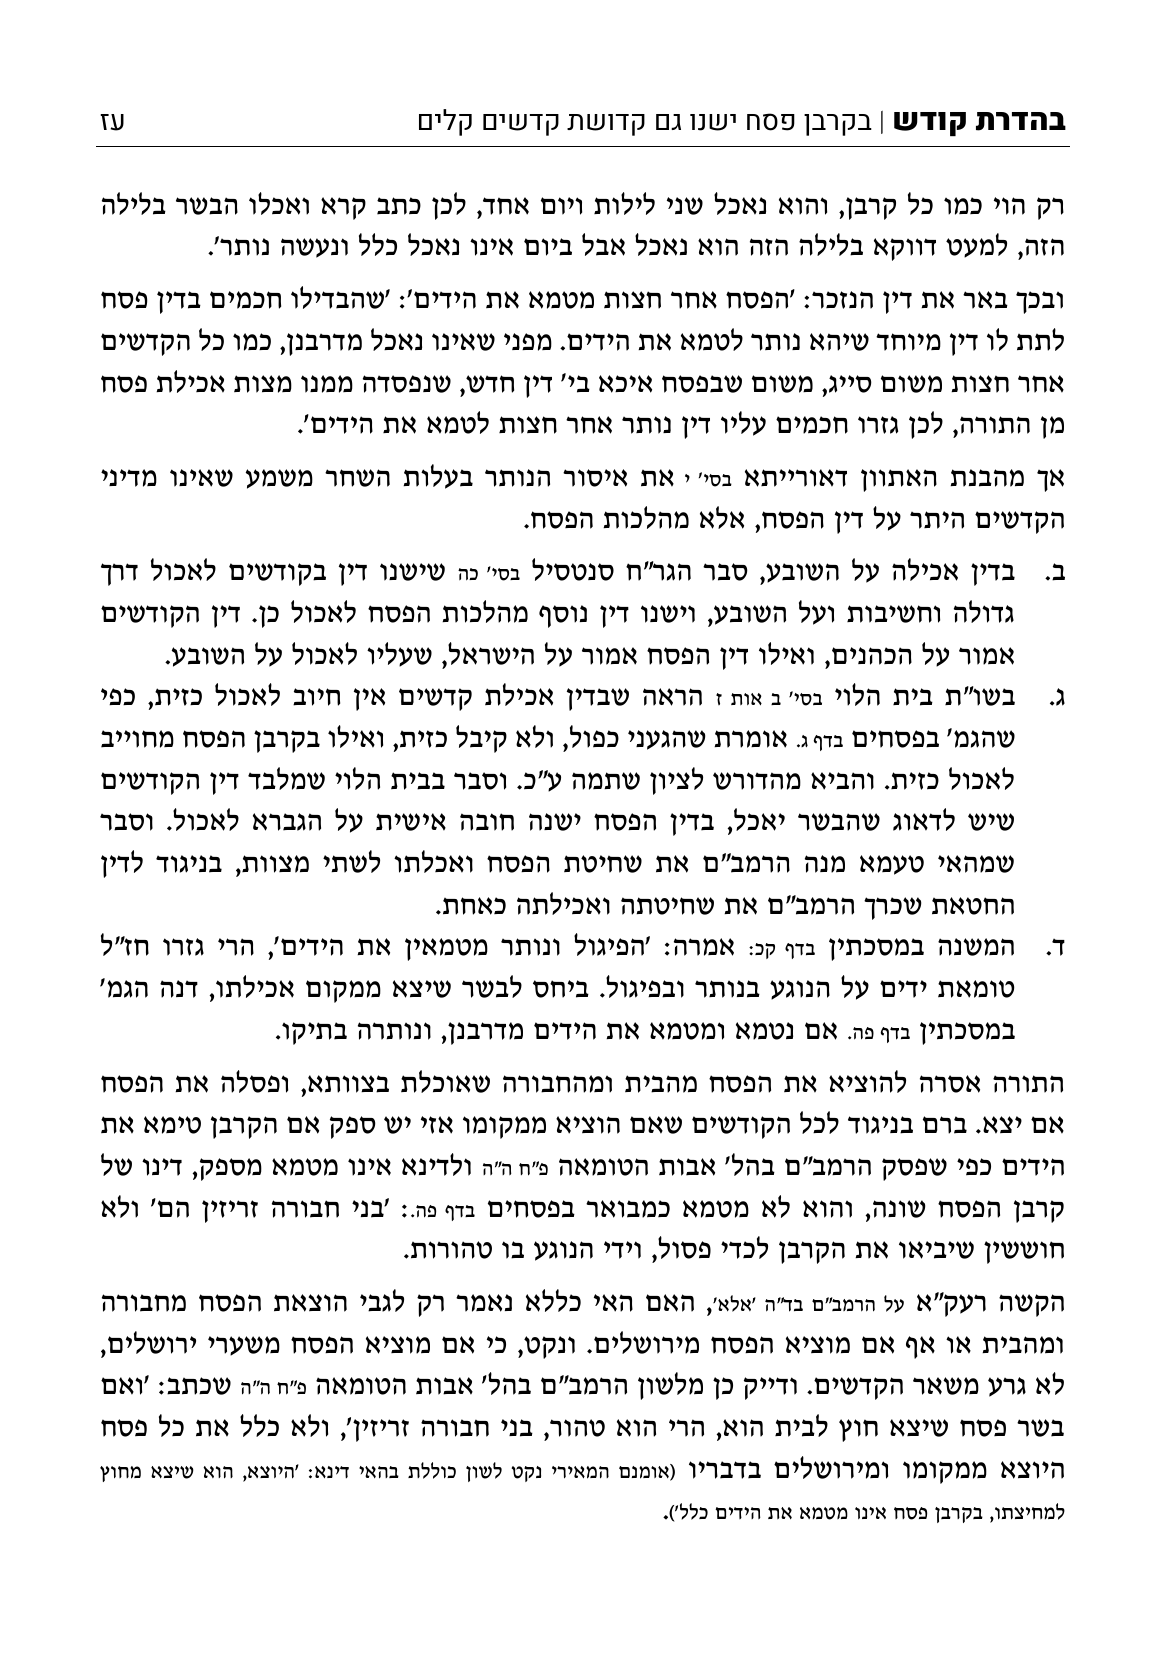 בהדרת קודש | בקרבן פסח ישנו גם קדושת קדשים קלים עז
רק הוי כמו כל קרבן, והוא נאכל שני לילות ויום אחד, לכן כתב קרא ואכלו הבשר בלילה
הזה, למעט דווקא בלילה הזה הוא נאכל אבל ביום אינו נאכל כלל ונעשה נותר'.
ובכך באר את דין הנזכר: 'הפסח אחר חצות מטמא את הידים': 'שהבדילו חכמים בדין פסח
לתת לו דין מיוחד שיהא נותר לטמא את הידים. מפני שאינו נאכל מדרבנן, כמו כל הקדשים
אחר חצות משום סייג, משום שבפסח איכא בי' דין חדש, שנפסדה ממנו מצות אכילת פסח
מן התורה, לכן גזרו חכמים עליו דין נותר אחר חצות לטמא את הידים'.
אך מהבנת האתוון דאורייתא בסי' י את איסור הנותר בעלות השחר משמע שאינו מדיני
הקדשים היתר על דין הפסח, אלא מהלכות הפסח.
ב. בדין אכילה על השובע, סבר הגר"ח סנטסיל בסי' כה שישנו דין בקודשים לאכול דרך
גדולה וחשיבות ועל השובע, וישנו דין נוסף מהלכות הפסח לאכול כן. דין הקודשים
אמור על הכהנים, ואילו דין הפסח אמור על הישראל, שעליו לאכול על השובע.
ג. בשו"ת בית הלוי בסי' ב אות ז הראה שבדין אכילת קדשים אין חיוב לאכול כזית, כפי
שהגמ' בפסחים בדף ג. אומרת שהגעני כפול, ולא קיבל כזית, ואילו בקרבן הפסח מחוייב
לאכול כזית. והביא מהדורש לציון שתמה ע"כ. וסבר בבית הלוי שמלבד דין הקודשים
שיש לדאוג שהבשר יאכל, בדין הפסח ישנה חובה אישית על הגברא לאכול. וסבר
שמהאי טעמא מנה הרמב"ם את שחיטת הפסח ואכלתו לשתי מצוות, בניגוד לדין
החטאת שכרך הרמב"ם את שחיטתה ואכילתה כאחת.
ד. המשנה במסכתין בדף קכ: אמרה: 'הפיגול ונותר מטמאין את הידים', הרי גזרו חז"ל
טומאת ידים על הנוגע בנותר ובפיגול. ביחס לבשר שיצא ממקום אכילתו, דנה הגמ'
במסכתין בדף פה. אם נטמא ומטמא את הידים מדרבנן, ונותרה בתיקו.
התורה אסרה להוציא את הפסח מהבית ומהחבורה שאוכלת בצוותא, ופסלה את הפסח
אם יצא. ברם בניגוד לכל הקודשים שאם הוציא ממקומו אזי יש ספק אם הקרבן טימא את
הידים כפי שפסק הרמב"ם בהל' אבות הטומאה פ"ח ה"ה ולדינא אינו מטמא מספק, דינו של
קרבן הפסח שונה, והוא לא מטמא כמבואר בפסחים בדף פה.: 'בני חבורה זריזין הם' ולא
חוששין שיביאו את הקרבן לכדי פסול, וידי הנוגע בו טהורות.
הקשה רעק"א על הרמב"ם בד"ה 'אלא', האם האי כללא נאמר רק לגבי הוצאת הפסח מחבורה
ומהבית או אף אם מוציא הפסח מירושלים. ונקט, כי אם מוציא הפסח משערי ירושלים,
לא גרע משאר הקדשים. ודייק כן מלשון הרמב"ם בהל' אבות הטומאה פ"ח ה"ה שכתב: 'ואם
בשר פסח שיצא חוץ לבית הוא, הרי הוא טהור, בני חבורה זריזין', ולא כלל את כל פסח
היוצא ממקומו ומירושלים בדבריו (אומנם המאירי נקט לשון כוללת בהאי דינא: 'היוצא, הוא שיצא מחוץ
למחיצתו, בקרבן פסח אינו מטמא את הידים כלל').